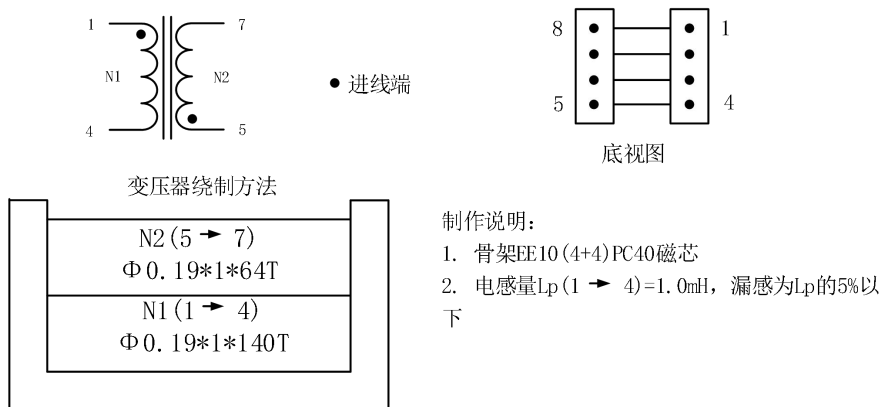 1
7
N1
N2
4
5
● 进线端
8
1
5
4
底视图
变压器绕制方法
N2(5 → 7)
Φ0.19*1*64T
N1(1 → 4)
Φ0.19*1*140T
制作说明:
1. 骨架EE10(4+4)PC40磁芯
2. 电感量Lp(1 → 4)=1.0mH, 漏感为Lp的5%以
下